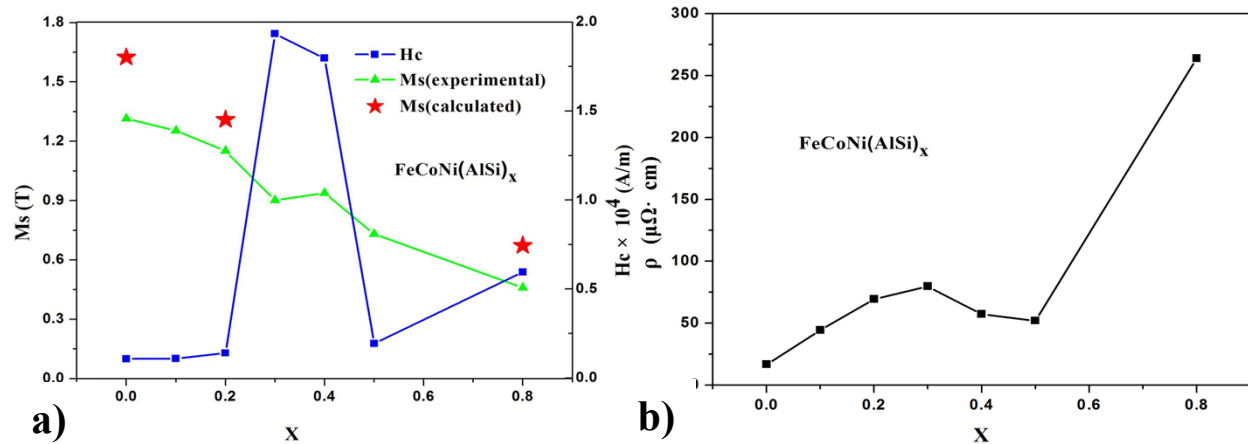 1.8
1.5
1.2
0.9
0.6
0.3
0.0
Ms (T)
Hc
Ms(experimental)
Ms(calculated)
FeCoNi(AlSi)x
2.0
1.5
1.0
0.5
0.0
Hc × 10⁴ (A/m)
0.0 0.2 0.4 0.6 0.8
X
a)
300
250
200
150
100
50
ρ (μΩ· cm)
FeCoNi(AlSi)x
0.0 0.2 0.4 0.6 0.8
X
b)